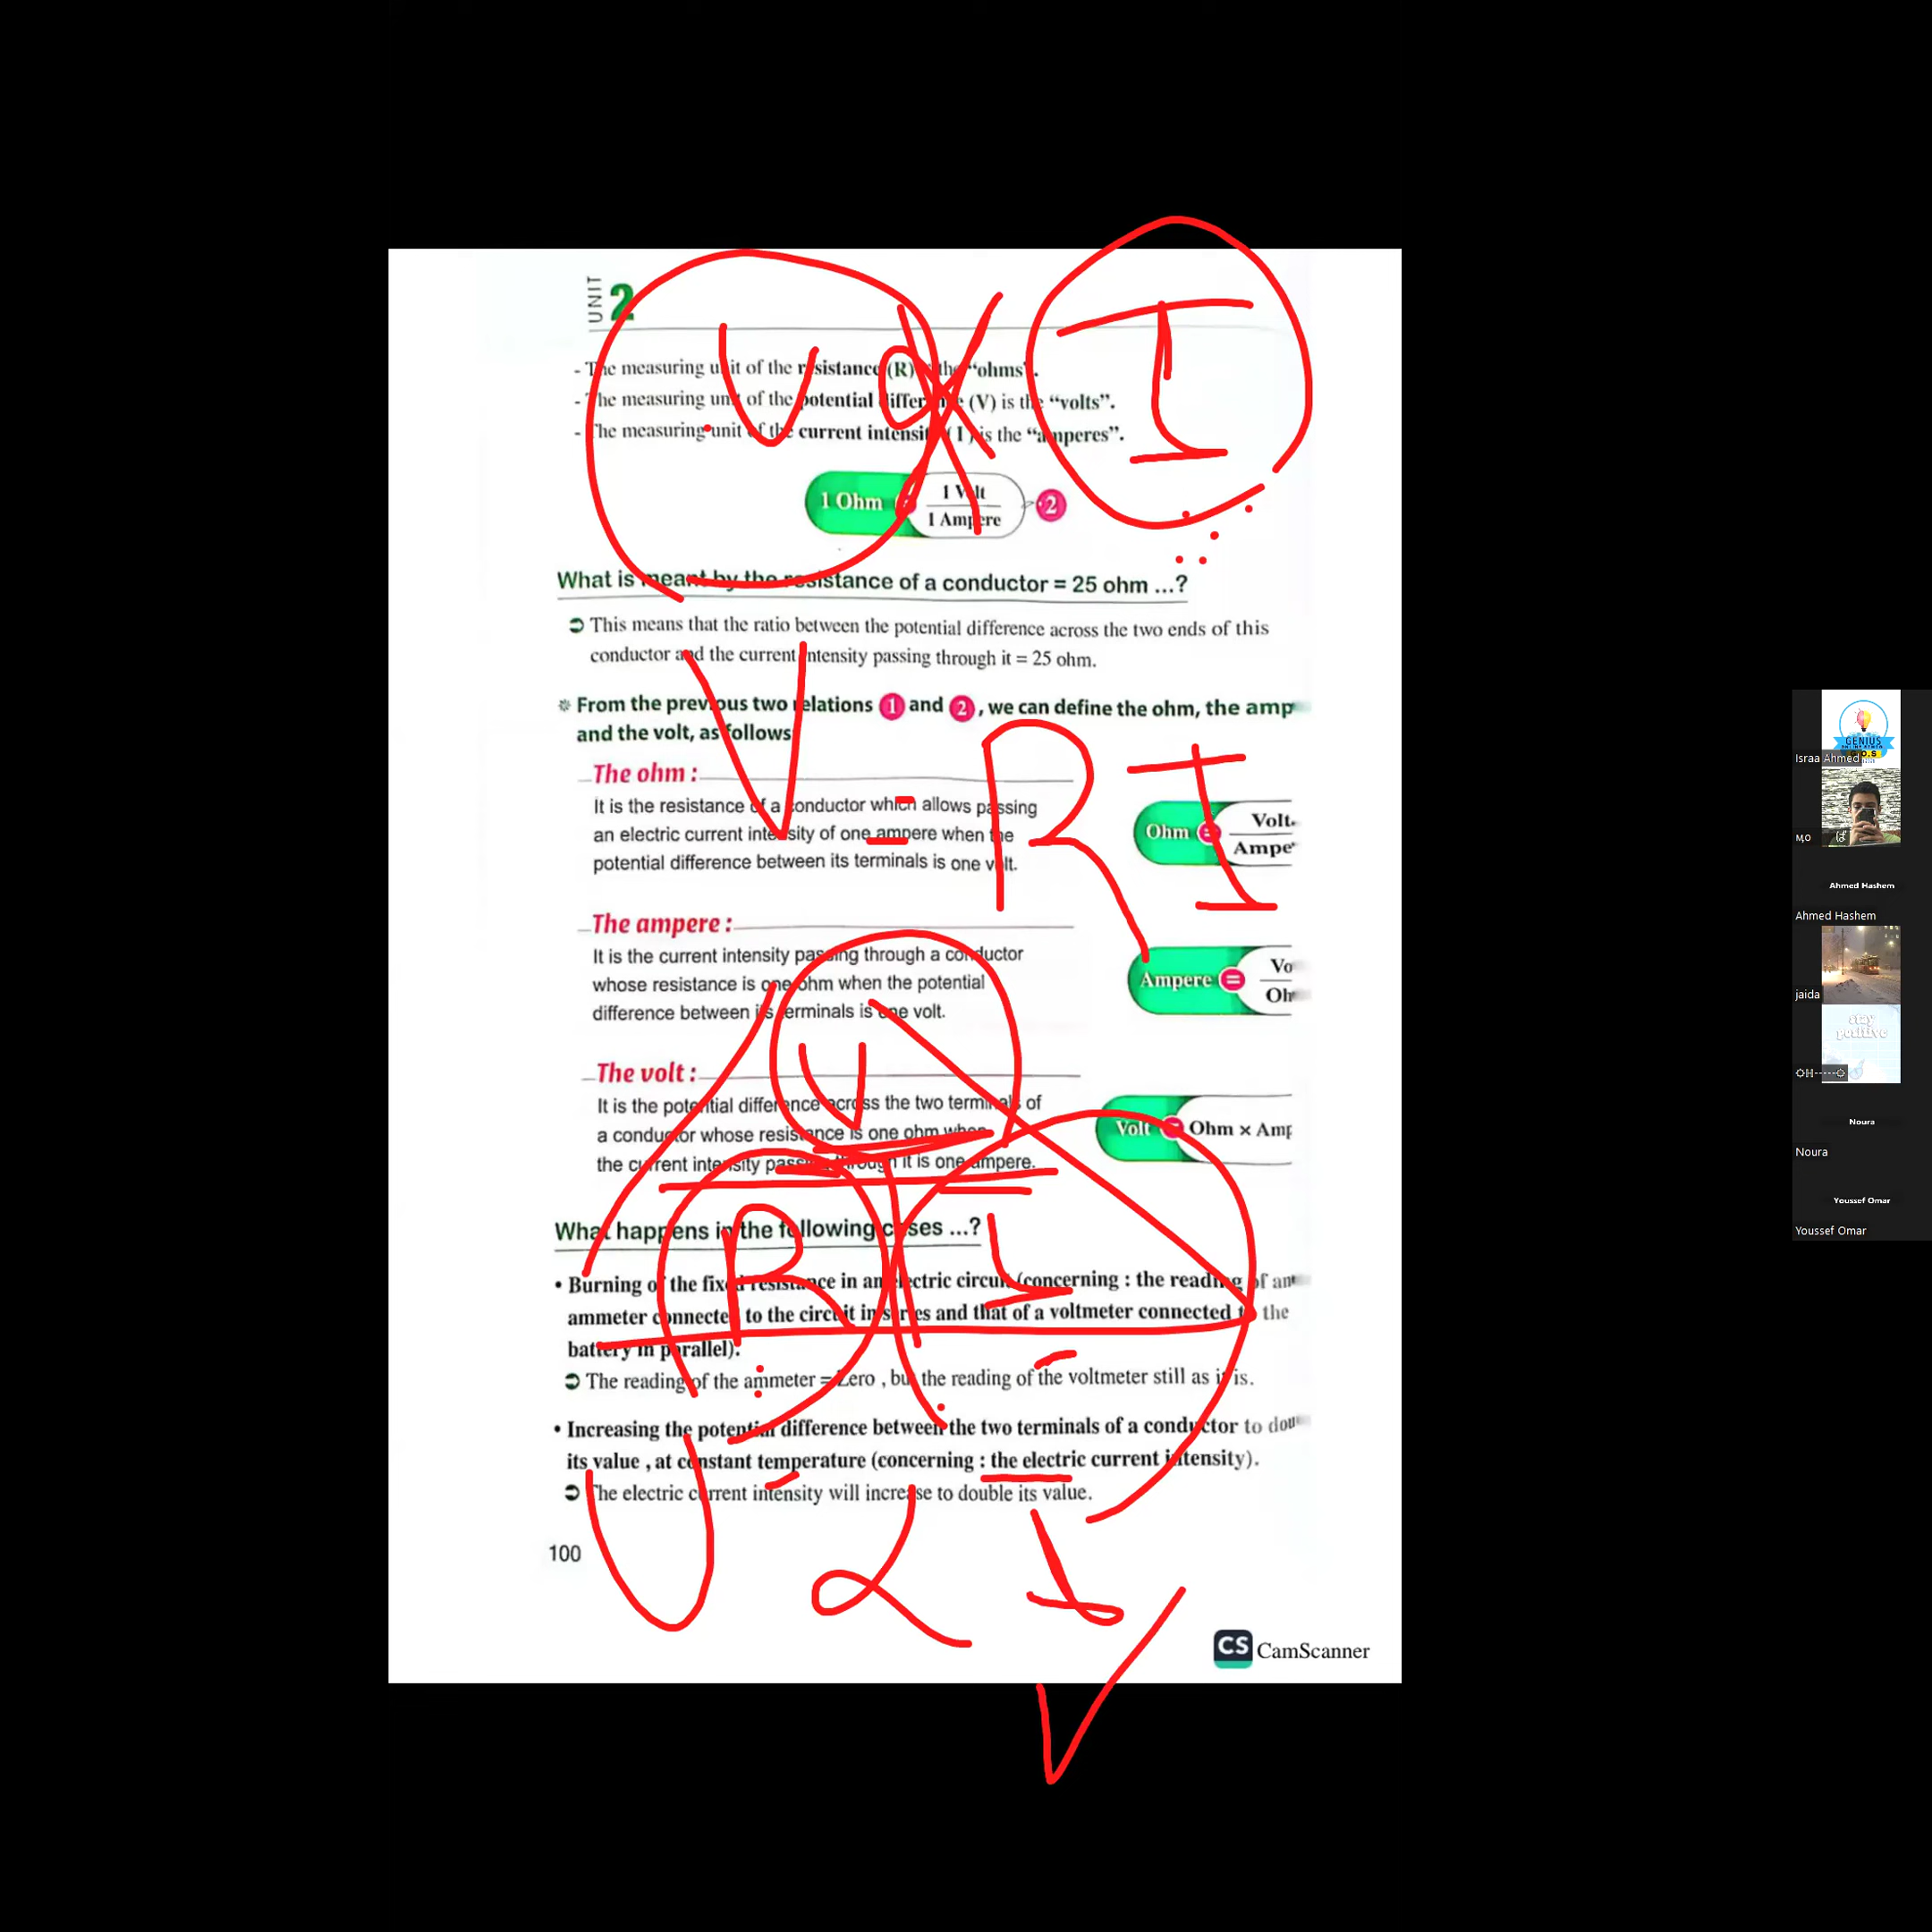 UNIT 2
- The measuring unit of the resistance (R) the "ohms".
- The measuring unit of the potential difference (V) is the "volts".
- The measuring unit of the current intensity ( I ) is the "amperes".
1 Ohm = 1 Volt / 1 Ampere 2
What is meant by the resistance of a conductor = 25 ohm ...?
➲ This means that the ratio between the potential difference across the two ends of this
conductor and the current intensity passing through it = 25 ohm.
* From the previous two relations 1 and 2 , we can define the ohm, the amp
and the volt, as follows
The ohm :
It is the resistance of a conductor which allows passing
an electric current intensity of one ampere when the
potential difference between its terminals is one volt.
Ohm = Volt / Ampe
The ampere :
It is the current intensity passing through a conductor
whose resistance is one ohm when the potential
difference between its terminals is one volt.
Ampere = Vo / Oh
The volt :
It is the potential difference across the two terminals of
a conductor whose resistance is one ohm when
the current intensity passing through it is one ampere.
Volt = Ohm × Amp
What happens in the following cases ...?
• Burning of the fixed resistance in an electric circuit (concerning : the reading of an
ammeter connected to the circuit in series and that of a voltmeter connected to the
battery in parallel).
➲ The reading of the ammeter = Zero , but the reading of the voltmeter still as it is.
• Increasing the potential difference between the two terminals of a conductor to dou
its value , at constant temperature (concerning : the electric current intensity).
➲ The electric current intensity will increase to double its value.
100
CS CamScanner
V α I
V - R I
V
R I
V α I
GENIUS
G.O.S
Israa Ahmed
M,O
Ahmed Hashem
Ahmed Hashem
jaida
stay
positive
H
Noura
Noura
Youssef Omar
Youssef Omar